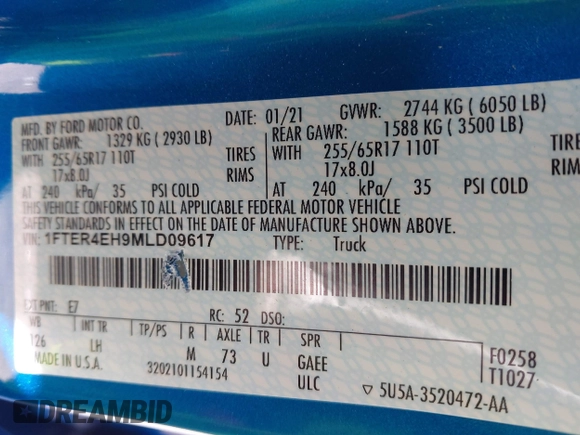 MFD. BY FORD MOTOR CO.
DATE: 01/21 GVWR: 2744 KG ( 6050 LB)
FRONT GAWR: 1329 KG ( 2930 LB) REAR GAWR: 1588 KG ( 3500 LB)
WITH 255/65R17 110T TIRES WITH 255/65R17 110T TIRES
17x8.0J RIMS 17x8.0J RIMS
AT 240 kPa/ 35 PSI COLD AT 240 kPa/ 35 PSI COLD
THIS VEHICLE CONFORMS TO ALL APPLICABLE FEDERAL MOTOR VEHICLE
SAFETY STANDARDS IN EFFECT ON THE DATE OF MANUFACTURE SHOWN ABOVE.
VIN: 1FTER4EH9MLD09617 TYPE: Truck
EXT PNT: E7 RC: 52 DSO:
WB INT TR TP/PS R AXLE TR SPR
126 LH M 73 U GAEE
ULC
F0258
T1027
MADE IN U.S.A. 3202101154154 5U5A-3520472-AA
DREAMBID